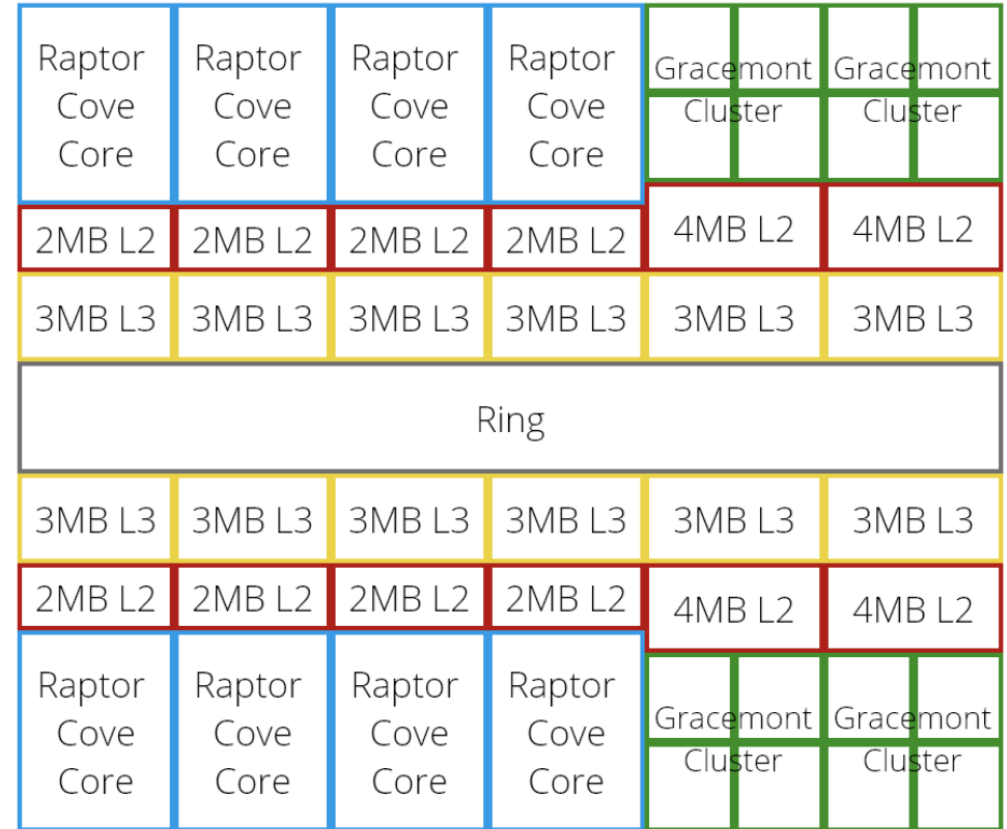 Raptor Cove Core
Raptor Cove Core
Raptor Cove Core
Raptor Cove Core
Gracemont Cluster
Gracemont Cluster
2MB L2
2MB L2
2MB L2
2MB L2
4MB L2
4MB L2
3MB L3
3MB L3
3MB L3
3MB L3
3MB L3
3MB L3
Ring
3MB L3
3MB L3
3MB L3
3MB L3
3MB L3
3MB L3
2MB L2
2MB L2
2MB L2
2MB L2
4MB L2
4MB L2
Raptor Cove Core
Raptor Cove Core
Raptor Cove Core
Raptor Cove Core
Gracemont Cluster
Gracemont Cluster